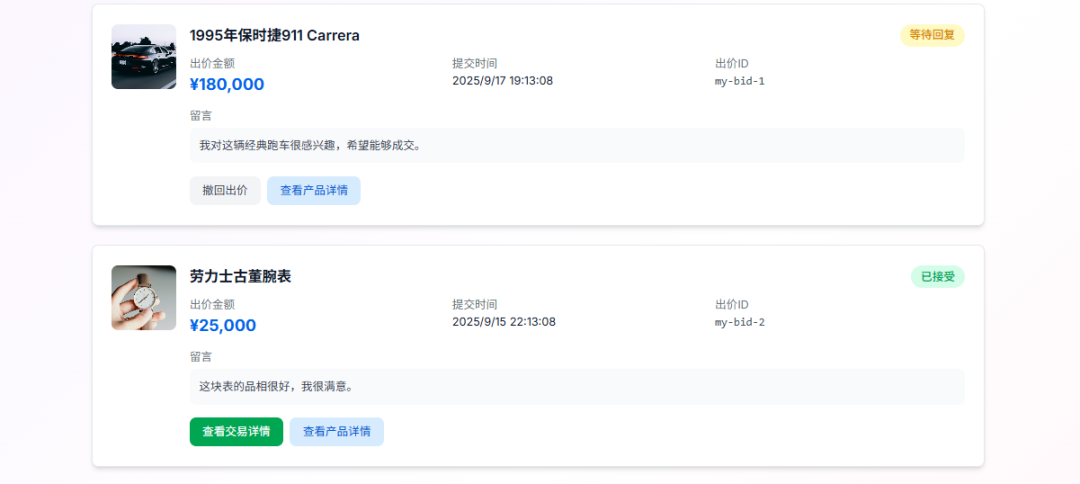 1995年保时捷911 Carrera
等待回复
出价金额
提交时间
出价ID
¥180,000
2025/9/17 19:13:08
my-bid-1
留言
我对这辆经典跑车很感兴趣，希望能够成交。
撤回出价
查看产品详情
劳力士古董腕表
已接受
出价金额
提交时间
出价ID
¥25,000
2025/9/15 22:13:08
my-bid-2
留言
这块表的品相很好，我很满意。
查看交易详情
查看产品详情